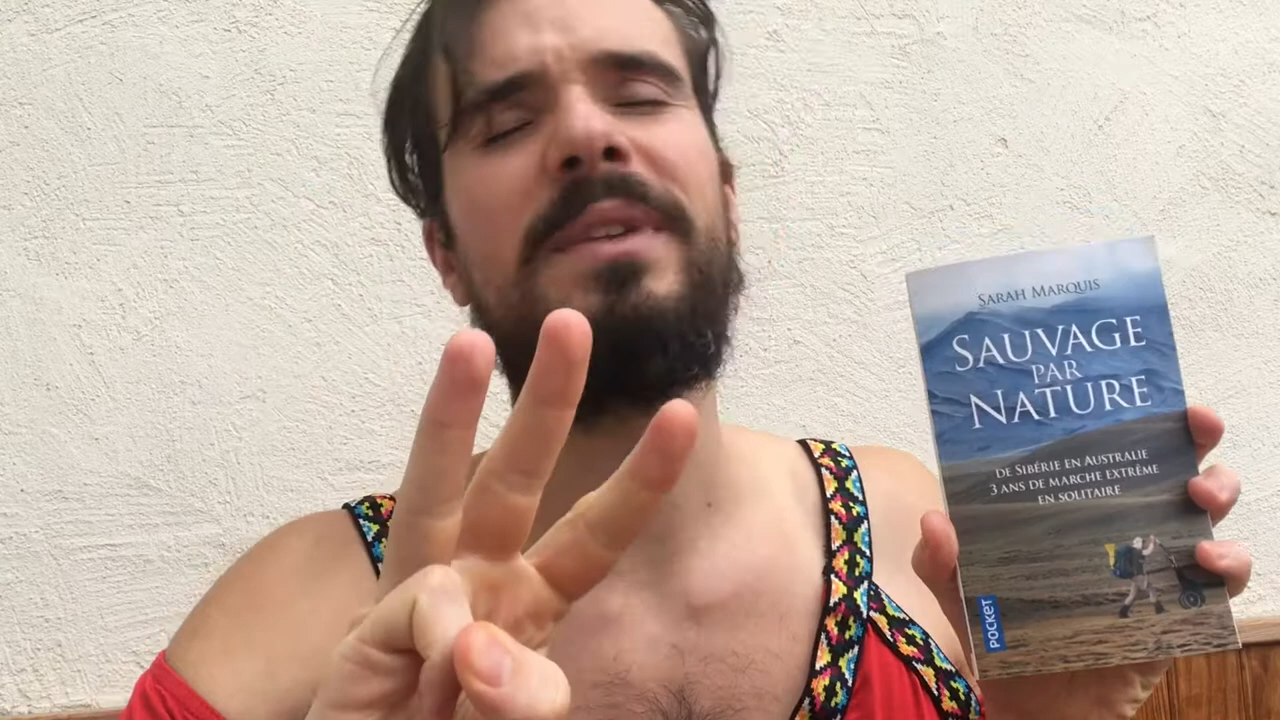 SARAH MARQUIS
SAUVAGE
PAR
NATURE
DE SIBÉRIE EN AUSTRALIE
3 ANS DE MARCHE EXTRÊME
EN SOLITAIRE
POCKET